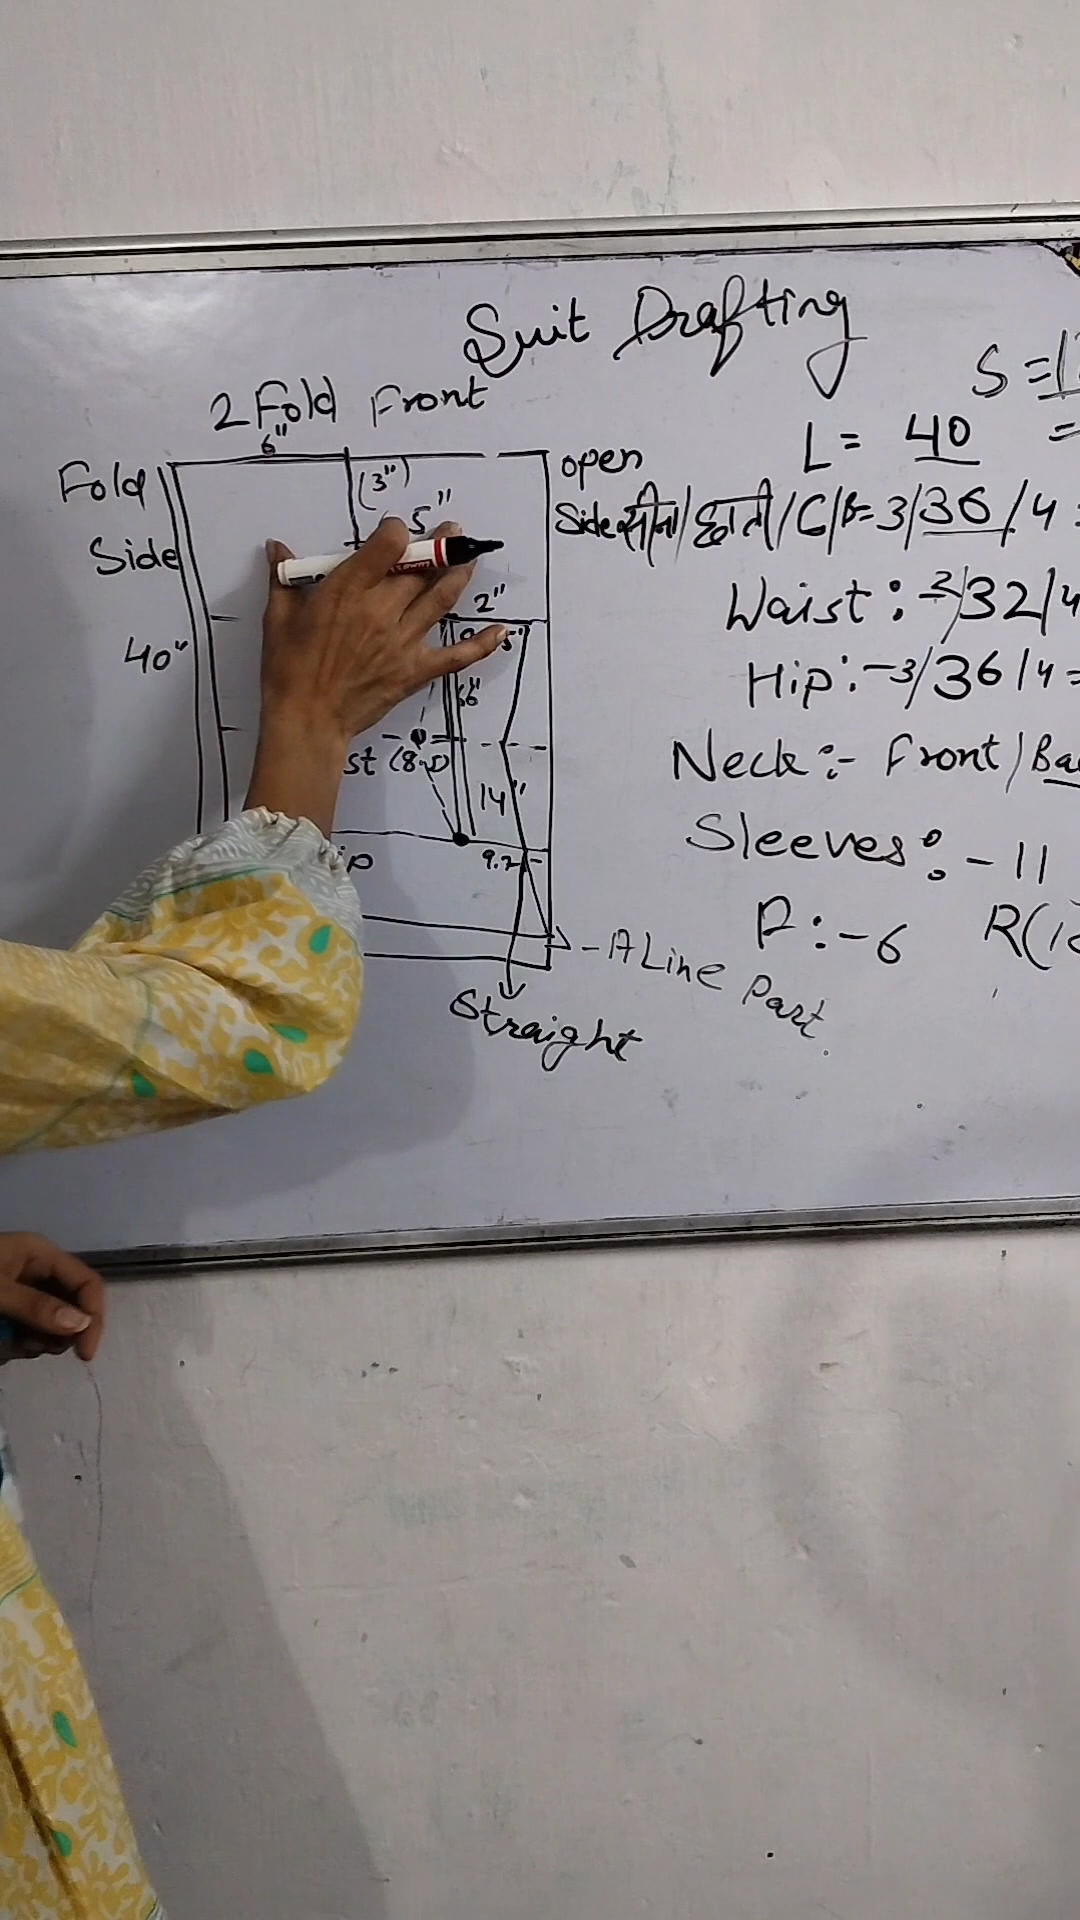 Suit Drafting
2 Fold Front
6"
S =
L = 40 =
Fold
Side
(3")
open
Side
5"
सीना/छाती/C/B= 3/36/4 =
2"
Waist :- 3/32/4
40"
Hip :- 3/36/4 =
st (8.5)
Neck :- Front/Ba
14"
Sleeves : - 11
ip
9.2
P : - 6 R(
- A Line Part.
Straight